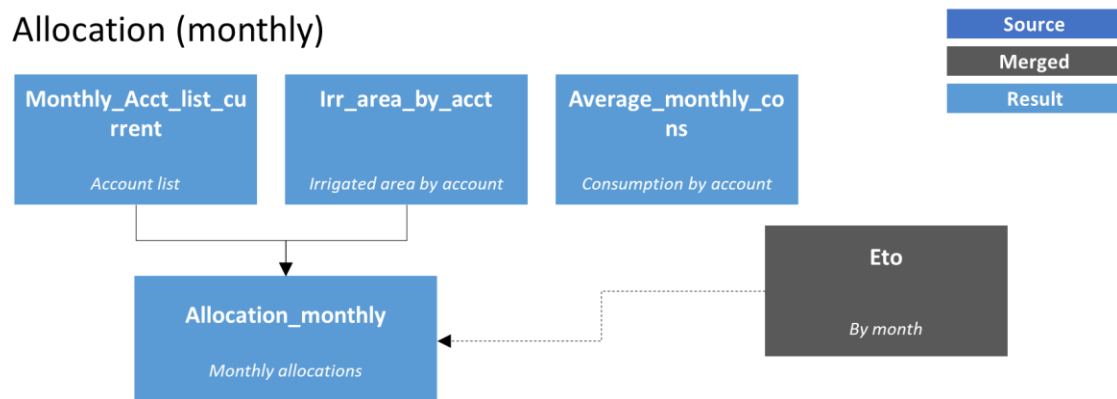 Allocation (monthly)
Source
Merged
Result
Monthly_Acct_list_cu
rrent
Account list
Irr_area_by_acct
Irrigated area by account
Average_monthly_co
ns
Consumption by account
Eto
By month
Allocation_monthly
Monthly allocations